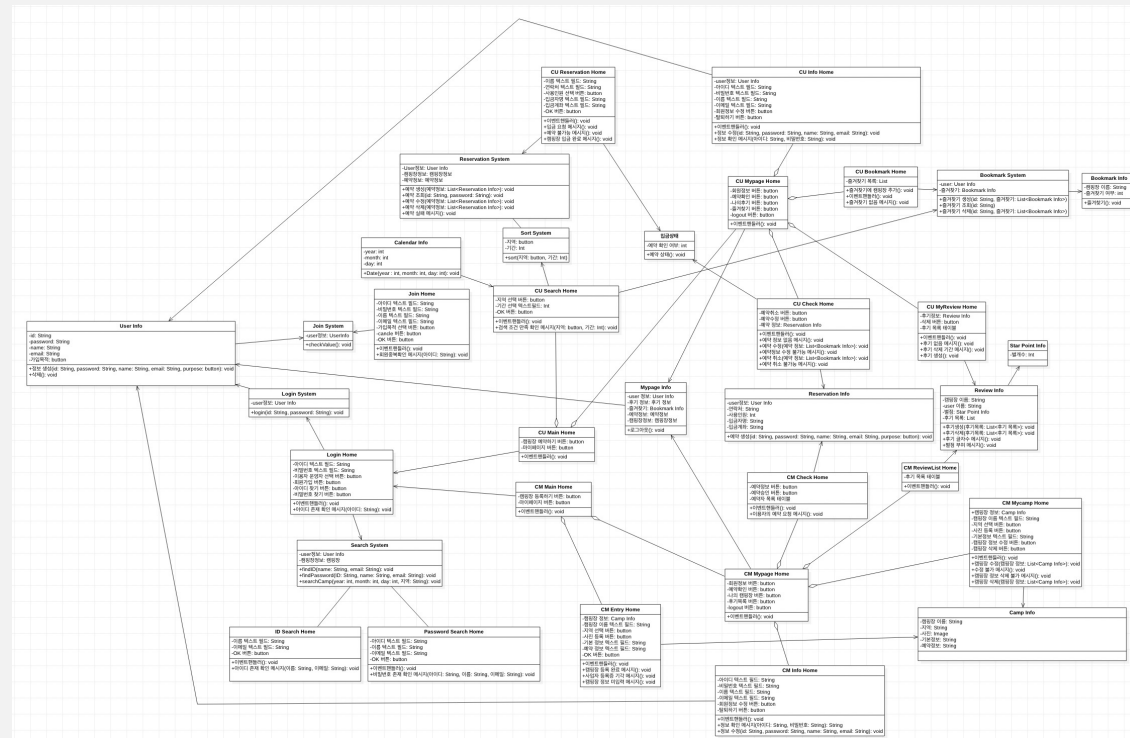 CU Reservation Home
-이름 텍스트 필드: String
-연락처 텍스트 필드: String
-사용인원 선택 버튼: button
-입금자명 텍스트 필드: String
-입금계좌 텍스트 필드: String
-OK 버튼: button
+이벤트핸들러(): void
+입금 요청 메시지(): void
+예약 불가능 메시지(): void
+캠핑장 입금 완료 메시지(): void
CU Info Home
-user정보: User Info
-아이디 텍스트 필드: String
-비밀번호 텍스트 필드: String
-이름 텍스트 필드: String
-이메일 텍스트 필드: String
-회원정보 수정 버튼: button
-탈퇴하기 버튼: button
+이벤트핸들러(): void
+정보 수정(id: String, password: String, name: String, email: String): void
+정보 확인 메시지(아이디: String, 비밀번호: String): String
Reservation System
-User정보: User Info
-캠핑장정보: 캠핑장정보
-예약정보: 예약정보
+예약 생성(예약정보: List<Reservation Info>): void
+예약 조회(id: String, password: String): void
+예약 수정(예약정보: List<Reservation Info>): void
+예약 삭제(예약정보: List<Reservation Info>): void
+예약 실패 메시지(): void
CU Mypage Home
-회원정보 버튼: button
-예약확인 버튼: button
-나의후기 버튼: button
-즐겨찾기 버튼: button
-logout 버튼: button
+이벤트핸들러(): void
CU Bookmark Home
-즐겨찾기 목록: List
+즐겨찾기에 캠핑장 추가(): void
+이벤트핸들러(): void
+즐겨찾기 없음 메시지(): void
Bookmark System
-user: User Info
-즐겨찾기: Bookmark Info
+즐겨찾기 생성(id: String, 즐겨찾기: List<Bookmark Info>): void
+즐겨찾기 조회(id: String)
+즐겨찾기 삭제(id: String, 즐겨찾기: List<Bookmark Info>): void
Bookmark Info
-캠핑장 이름: String
-즐겨찾기 여부: int
+즐겨찾기(): void
Sort System
-지역: button
-기간: Int
+sort(지역: button, 기간: Int)
입금상태
-예약 확인 여부: int
+예약 상태(): void
Calendar Info
-year: int
-month: int
-day: int
+Date(year : int, month: int, day: int): void
CU Search Home
-지역 선택 버튼: button
-기간 선택 텍스트필드: Int
-OK 버튼: button
+이벤트핸들러(): void
+검색 조건 만족 확인 메시지(지역: button, 기간: Int): void
Join Home
-아이디 텍스트 필드: String
-비밀번호 텍스트 필드: String
-이름 텍스트 필드: String
-이메일 텍스트 필드: String
-가입목적 선택 버튼: button
-cancle 버튼: button
-OK 버튼: button
+이벤트핸들러(): void
+회원중복확인 메시지(아이디: String): void
CU Check Home
-예약취소 버튼: button
-예약수정 버튼: button
-예약 정보: Reservation Info
+이벤트핸들러(): void
+예약 정보 없음 메시지(): void
+예약 수정(예약 정보: List<Bookmark Info>): void
+예약정보 수정 불가능 메시지(): void
+예약 취소(예약 정보: List<Bookmark Info>): void
+예약 취소 불가능 메시지(): void
CU MyReview Home
-후기정보: Review Info
-삭제 버튼: button
-후기 목록 테이블
+이벤트핸들러(): void
+후기 없음 메시지(): void
+후기 삭제 기간 메시지(): void
+후기 생성(): void
User Info
-id: String
-password: String
-name: String
-email: String
-가입목적: button
+정보 생성(id: String, password: String, name: String, email: String, purpose: button): void
+삭제(): void
Join System
-user정보: UserInfo
+checkValue(): void
Star Point Info
-별개수: int
Login System
-user정보: User Info
+login(id: String, password: String): void
Mypage Info
-user 정보: User Info
-후기 정보: 후기 정보
-즐겨찾기: Bookmark Info
-예약정보: 예약정보
-캠핑장정보: 캠핑장정보
+로그아웃(): void
Reservation Info
-user정보: User Info
-연락처: String
-사용인원: Int
-입금자명: String
-입금계좌: String
+예약 생성(id: String, password: String, name: String, email: String, purpose: button): void
Review Info
-캠핑장 이름: String
-user 이름: String
-별점: Star Point Info
-후기 목록: List
+후기생성(후기목록: List<후기 목록>): void
+후기삭제(후기목록: List<후기 목록>): void
+후기 글자수 메시지(): void
+별점 부여 메시지(): void
CU Main Home
-캠핑장 예약하기 버튼: button
-마이페이지 버튼: button
+이벤트핸들러(): void
Login Home
-아이디 텍스트 필드: String
-비밀번호 텍스트 필드: String
-이용자 운영자 선택 버튼: button
-회원가입 버튼: button
-아이디 찾기 버튼: button
-비밀번호 찾기 버튼: button
+이벤트핸들러(): void
+아이디 존재 확인 메시지(아이디: String): void
CM Main Home
-캠핑장 등록하기 버튼: button
-마이페이지 버튼: button
+이벤트핸들러(): void
CM Check Home
-예약정보 버튼: button
-예약승인 버튼: button
-예약자 목록 테이블
+이벤트핸들러(): void
+이용자의 예약 요청 메시지(): void
CM ReviewList Home
-후기 목록 테이블
+이벤트핸들러(): void
CM Mycamp Home
+캠핑장 정보: Camp Info
-캠핑장 이름 텍스트 필드: String
-지역 선택 버튼: button
-사진 등록 버튼: button
-기본정보 텍스트 필드: String
-캠핑장 정보 수정 버튼: button
-캠핑장 삭제 버튼: button
+이벤트핸들러(): void
+캠핑장 수정(캠핑장 정보: List<Camp Info>): void
+수정 불가 메시지(): void
+캠핑장 정보 삭제 불가 메시지(): void
+캠핑장 삭제(캠핑장 정보: List<Camp Info>): void
Search System
-user정보: User Info
-캠핑장정보: 캠핑장
+findID(name: String, email: String): void
+findPassword(ID: String, name: String, email: String): void
+searchCamp(year: int, month: int, day: int, 지역: String): void
CM Mypage Home
-회원정보 버튼: button
-예약확인 버튼: button
-나의 캠핑장 버튼: button
-후기목록 버튼: button
-logout 버튼: button
+이벤트핸들러(): void
CM Entry Home
-캠핑장 정보: Camp Info
-캠핑장 이름 텍스트 필드: String
-지역 선택 버튼: button
-사진 등록 버튼: button
-기본 정보 텍스트 필드: String
-예약 정보 텍스트 필드: String
-OK 버튼: button
+이벤트핸들러(): void
+캠핑장 등록 완료 메시지(): void
+사업자 등록증 기각 메시지(): void
+캠핑장 정보 미입력 메시지(): void
Camp Info
-캠핑장 이름: String
-지역: String
-사진: Image
-기본정보: String
-예약정보: String
ID Search Home
-이름 텍스트 필드: String
-이메일 텍스트 필드: String
-OK 버튼: button
+이벤트핸들러(): void
+아이디 존재 확인 메시지(이름: String, 이메일: String): void
Password Search Home
-아이디 텍스트 필드: String
-이름 텍스트 필드: String
-이메일 텍스트 필드: String
-OK 버튼: button
+이벤트핸들러(): void
+비밀번호 존재 확인 메시지(아이디: String, 이름: String, 이메일: String): void
CM Info Home
-아이디 텍스트 필드: String
-비밀번호 텍스트 필드: String
-이름 텍스트 필드: String
-이메일 텍스트 필드: String
-회원정보 수정 버튼: button
-탈퇴하기 버튼: button
+이벤트핸들러(): void
+정보 확인 메시지(아이디: String, 비밀번호: String): String
+정보 수정(id: String, password: String, name: String, email: String): void